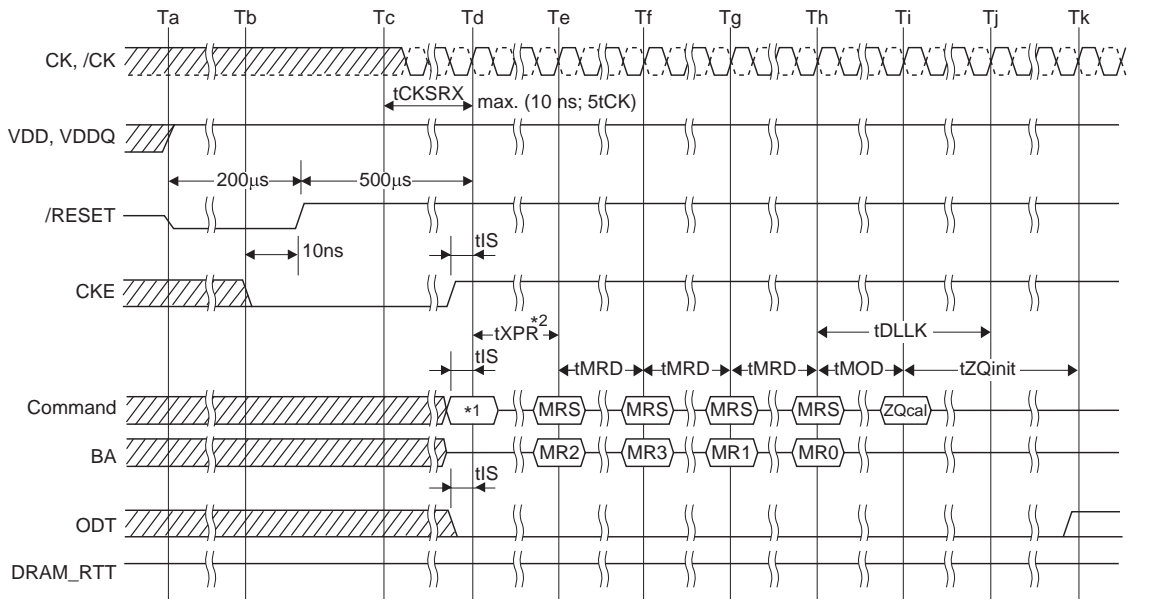 Ta Tb Tc Td Te Tf Tg Th Ti Tj Tk
CK, /CK
tCKSRX max. (10 ns; 5tCK)
VDD, VDDQ
200μs 500μs
/RESET
10ns tIS
CKE
tXPR*2 tDLLK
tIS
tMRD tMRD tMRD tMOD tZQinit
Command *1 MRS MRS MRS MRS ZQcal
BA MR2 MR3 MR1 MR0
tIS
ODT
DRAM_RTT